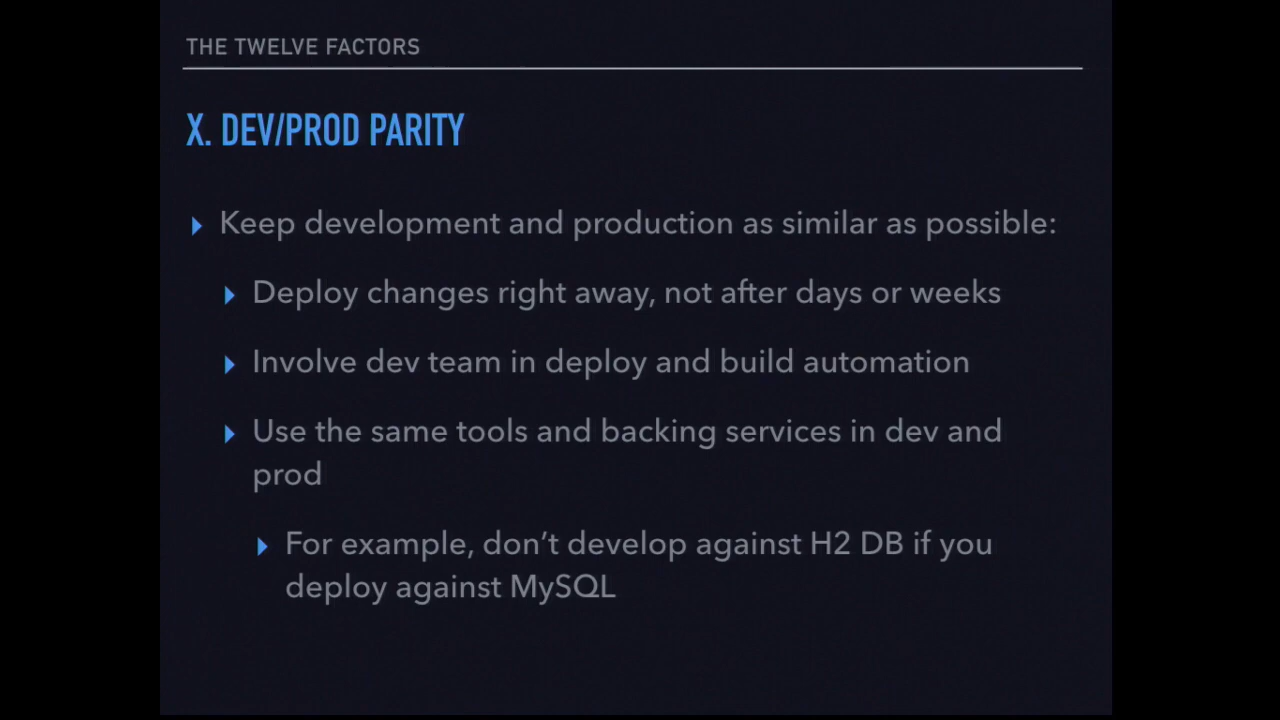 THE TWELVE FACTORS
X. DEV/PROD PARITY
Keep development and production as similar as possible:
Deploy changes right away, not after days or weeks
Involve dev team in deploy and build automation
Use the same tools and backing services in dev and
prod
For example, don’t develop against H2 DB if you
deploy against MySQL